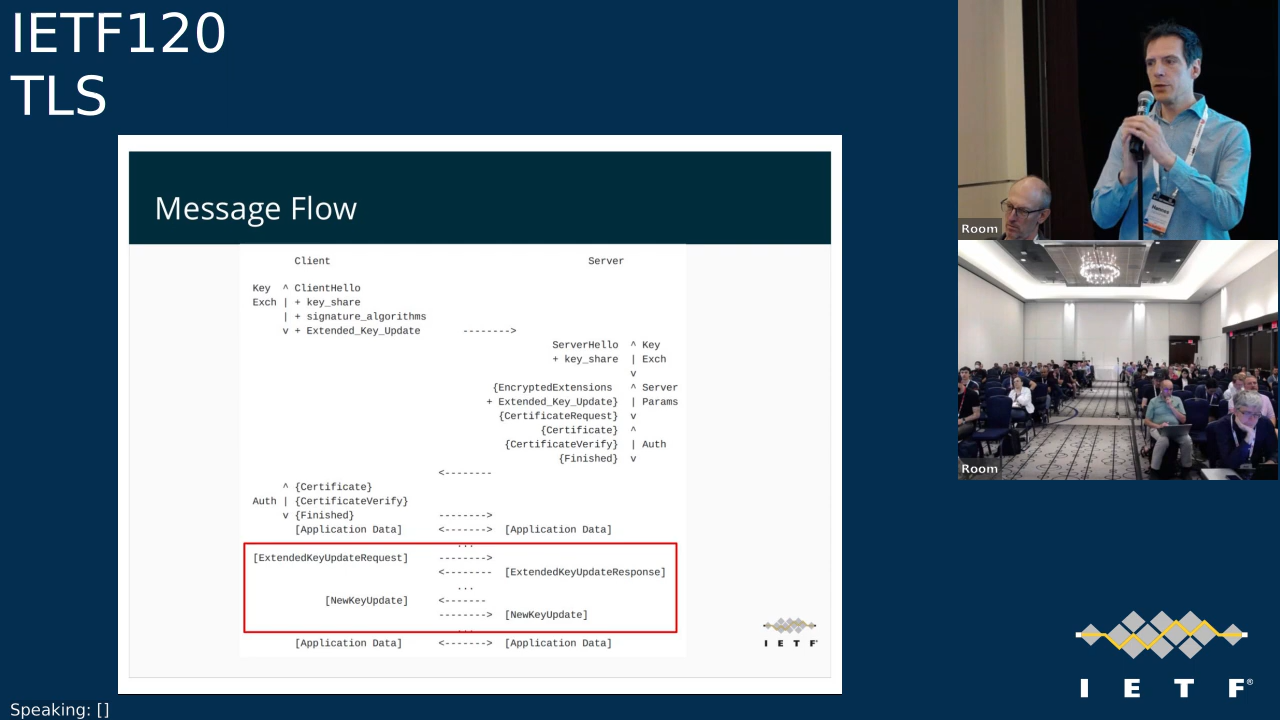 IETF120
TLS
Message Flow
Client Server
Key ^ ClientHello
Exch | + key_share
| + signature_algorithms
v + Extended_Key_Update -------->
ServerHello ^ Key
+ key_share | Exch
v
{EncryptedExtensions ^ Server
+ Extended_Key_Update} | Params
{CertificateRequest} v
{Certificate} ^
{CertificateVerify} | Auth
{Finished} v
<--------
^ {Certificate}
Auth | {CertificateVerify}
v {Finished} -------->
[Application Data] <-------> [Application Data]
...
[ExtendedKeyUpdateRequest] -------->
<-------- [ExtendedKeyUpdateResponse]
...
[NewKeyUpdate] <-------
--------> [NewKeyUpdate]
...
[Application Data] <-------> [Application Data]
I E T F
Room
Hannes
Room
I E T F®
Speaking: []